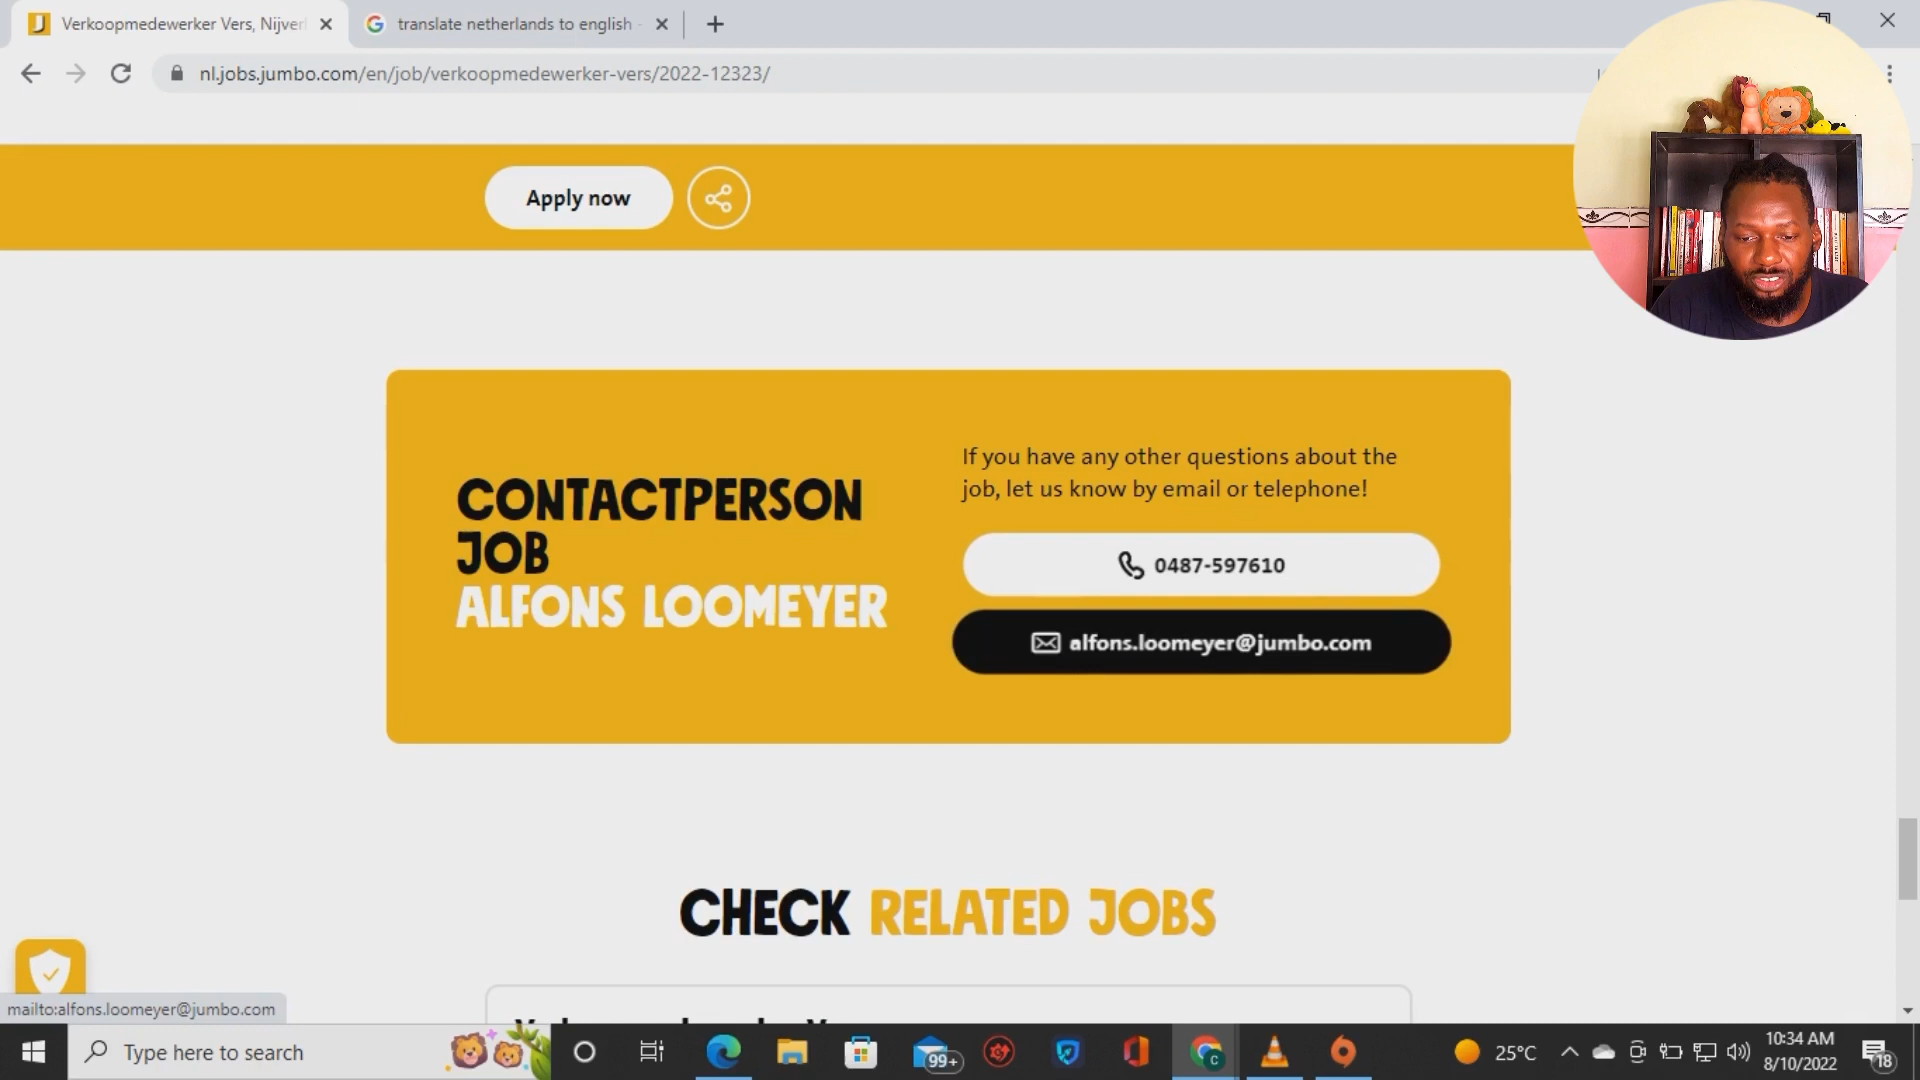 Verkoopmedewerker Vers, Nijver
translate netherlands to english -
nl.jobs.jumbo.com/en/job/verkoopmedewerker-vers/2022-12323/
Apply now
CONTACTPERSON
JOB
ALFONS LOOMEYER
If you have any other questions about the
job, let us know by email or telephone!
0487-597610
alfons.loomeyer@jumbo.com
CHECK RELATED JOBS
mailto:alfons.loomeyer@jumbo.com
Type here to search
99+
25°C
10:34 AM
8/10/2022
18